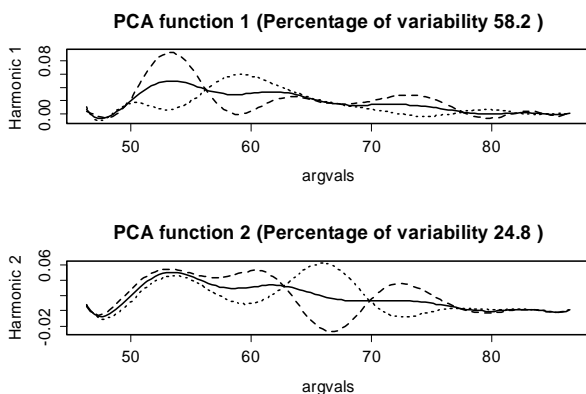 PCA function 1 (Percentage of variability 58.2 )
Harmonic 1
0.00 0.08
50 60 70 80
argvals
PCA function 2 (Percentage of variability 24.8 )
Harmonic 2
-0.02 0.06
50 60 70 80
argvals